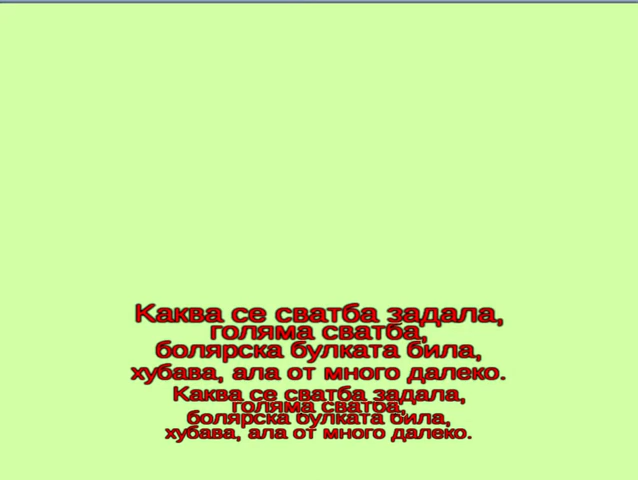 Каква се сватба задала,
голяма сватба,
болярска булката била,
хубава, ала от много далеко.
Каква се сватба задала,
голяма сватба,
болярска булката била,
хубава, ала от много далеко.